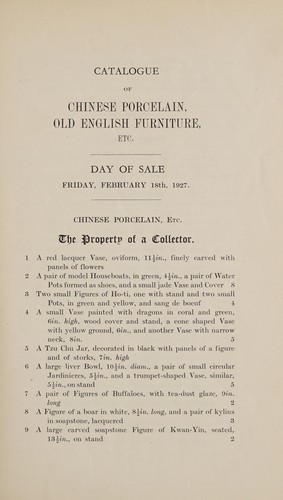 CATALOGUE
OF
CHINESE PORCELAIN,
OLD ENGLISH FURNITURE,
ETC.
DAY OF SALE
FRIDAY, FEBRUARY 18th, 1927.
CHINESE PORCELAIN, Etc.
The Property of a Collector.
1 A red lacquer Vase, oviform, 11½in., finely carved with
panels of flowers
2 A pair of model Houseboats, in green, 4½in., a pair of Water
Pots formed as shoes, and a small jade Vase and Cover 8
3 Two small Figures of Ho-ti, one with stand and two small
Pots, in green and yellow, and sang de boeuf 4
4 A small Vase painted with dragons in coral and green,
6in. high, wood cover and stand, a cone shaped Vase
with yellow ground, 6in., and another Vase with narrow
neck, 8in. 5
5 A Tzu Chu Jar, decorated in black with panels of a figure
and of storks, 7in. high
6 A large liver Bowl, 10½in. diam., a pair of small circular
Jardinieres, 5½in., and a trumpet-shaped Vase, similar,
5½in., on stand 5
7 A pair of Figures of Buffaloes, with tea-dust glaze, 9in.
long 2
8 A Figure of a boar in white, 8½in. long, and a pair of kylins
in soapstone, lacquered 3
9 A large carved soapstone Figure of Kwan-Yin, seated,
13½in., on stand 2